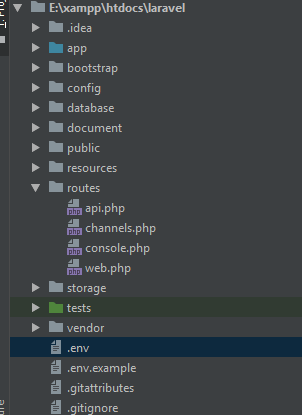 E:\xampp\htdocs\laravel
.idea
app
bootstrap
config
database
document
public
resources
routes
api.php
channels.php
console.php
web.php
storage
tests
vendor
.env
.env.example
.gitattributes
.gitignore